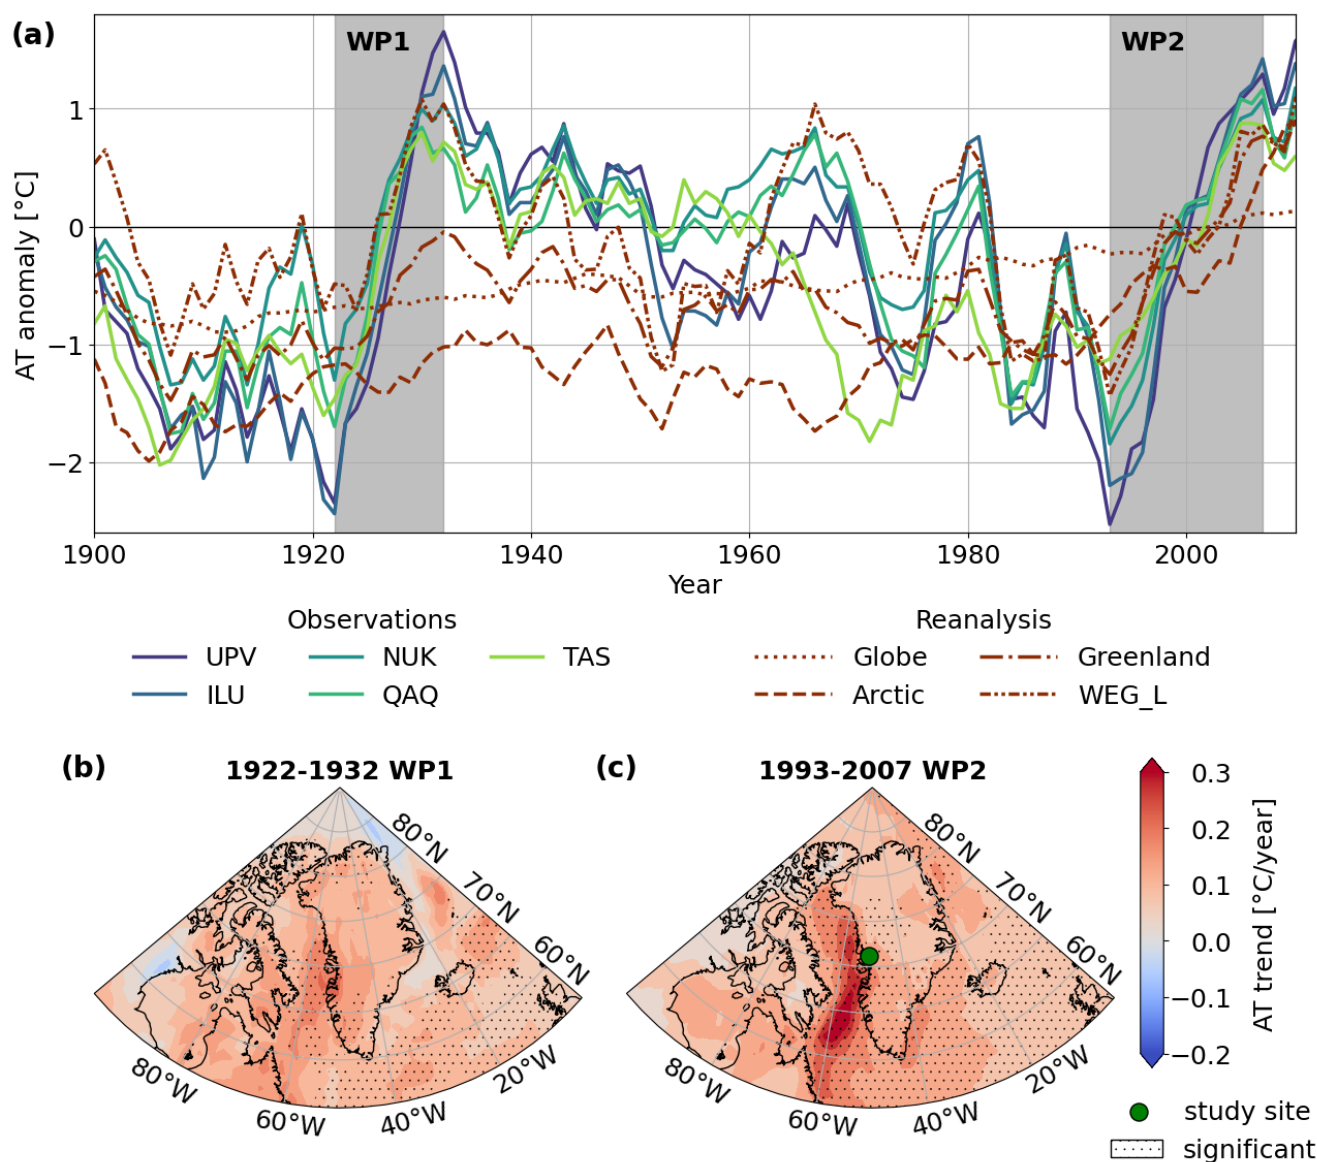 (a)
WP1
WP2
AT anomaly [°C]
1
0
−1
−2
1900 1920 1940 1960 1980 2000
Year
Observations
Reanalysis
UPV NUK TAS
ILU QAQ
Globe Greenland
Arctic WEG_L
(b) 1922-1932 WP1
(c) 1993-2007 WP2
80°N
70°N
60°N
80°W
60°W
40°W
20°W
80°N
70°N
60°N
80°W
60°W
40°W
20°W
0.3
0.2
0.1
0.0
−0.1
−0.2
AT trend [°C/year]
study site
significant